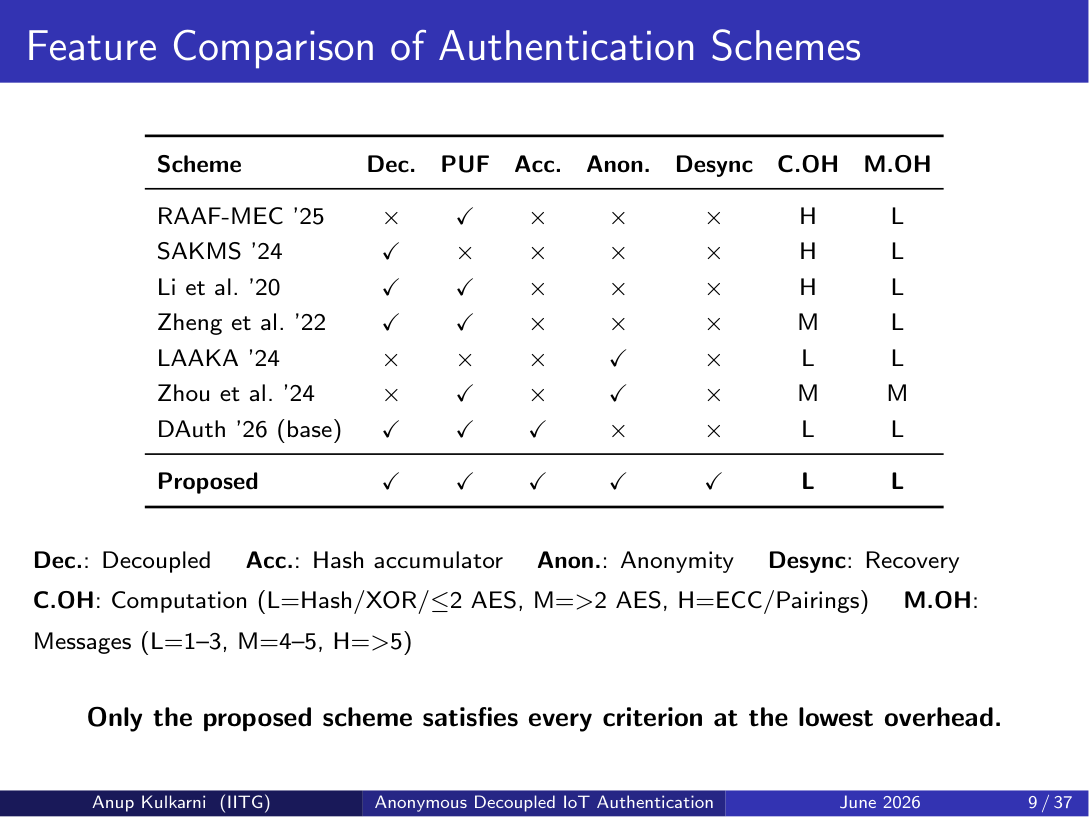 Feature Comparison of Authentication Schemes
Scheme Dec. PUF Acc. Anon. Desync C.OH M.OH
RAAF-MEC ’25 × ✓ × × × H L
SAKMS ’24 ✓ × × × × H L
Li et al. ’20 ✓ ✓ × × × H L
Zheng et al. ’22 ✓ ✓ × × × M L
LAAKA ’24 × × × ✓ × L L
Zhou et al. ’24 × ✓ × ✓ × M M
DAuth ’26 (base) ✓ ✓ ✓ × × L L
Proposed ✓ ✓ ✓ ✓ ✓ L L
Dec.: Decoupled Acc.: Hash accumulator Anon.: Anonymity Desync: Recovery
C.OH: Computation (L=Hash/XOR/≤2 AES, M=>2 AES, H=ECC/Pairings) M.OH:
Messages (L=1–3, M=4–5, H=>5)
Only the proposed scheme satisfies every criterion at the lowest overhead.
Anup Kulkarni (IITG) Anonymous Decoupled IoT Authentication June 2026 9 / 37